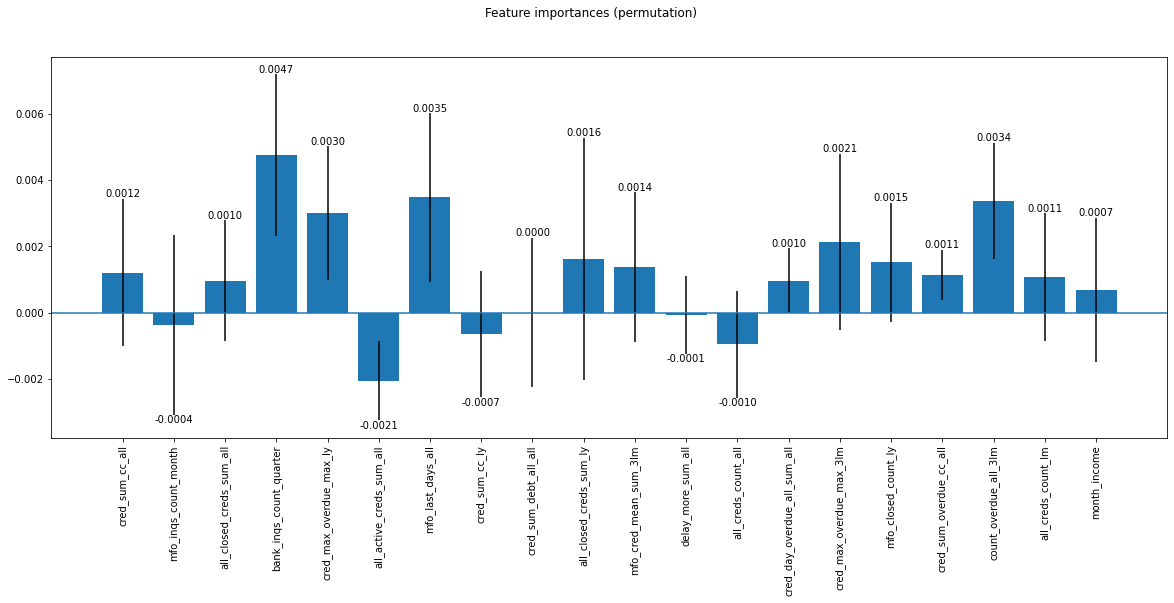 Feature importances (permutation)
0.006
0.004
0.002
0.000
−0.002
0.0012
-0.0004
0.0010
0.0047
0.0030
-0.0021
0.0035
-0.0007
0.0000
0.0016
0.0014
-0.0001
-0.0010
0.0010
0.0021
0.0015
0.0011
0.0034
0.0011
0.0007
cred_sum_cc_all
mfo_inqs_count_month
all_closed_creds_sum_all
bank_inqs_count_quarter
cred_max_overdue_max_ly
all_active_creds_sum_all
mfo_last_days_all
cred_sum_cc_ly
cred_sum_debt_all_all
all_closed_creds_sum_ly
mfo_cred_mean_sum_3lm
delay_more_sum_all
all_creds_count_all
cred_day_overdue_all_sum_all
cred_max_overdue_max_3lm
mfo_closed_count_ly
cred_sum_overdue_cc_all
count_overdue_all_3lm
all_creds_count_lm
month_income